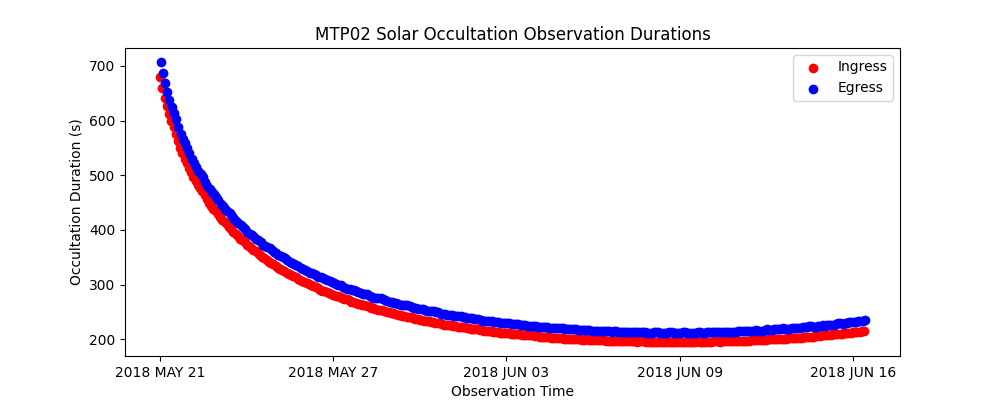 MTP02 Solar Occultation Observation Durations
Ingress
Egress
Occultation Duration (s)
700
600
500
400
300
200
2018 MAY 21
2018 MAY 27
2018 JUN 03
2018 JUN 09
2018 JUN 16
Observation Time